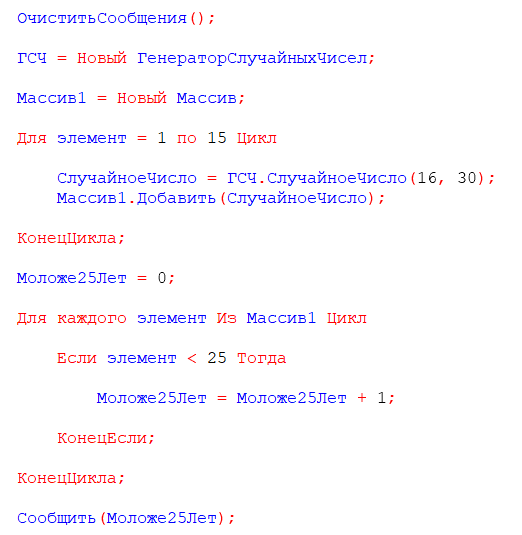 ОчиститьСообщения();
ГСЧ = Новый ГенераторСлучайныхЧисел;
Массив1 = Новый Массив;
Для элемент = 1 по 15 Цикл
СлучайноеЧисло = ГСЧ.СлучайноеЧисло(16, 30);
Массив1.Добавить(СлучайноеЧисло);
КонецЦикла;
Моложе25Лет = 0;
Для каждого элемент Из Массив1 Цикл
Если элемент < 25 Тогда
Моложе25Лет = Моложе25Лет + 1;
КонецЕсли;
КонецЦикла;
Сообщить(Моложе25Лет);